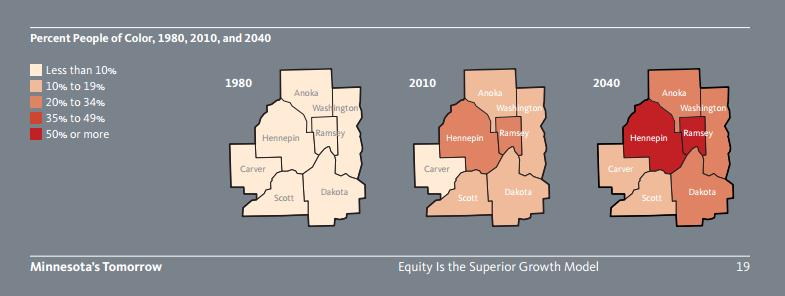 Percent People of Color, 1980, 2010, and 2040
Less than 10%
10% to 19%
20% to 34%
35% to 49%
50% or more
1980
Anoka
Washington
Hennepin
Ramsey
Carver
Scott
Dakota
2010
Anoka
Washington
Hennepin
Ramsey
Carver
Scott
Dakota
2040
Anoka
Washington
Hennepin
Ramsey
Carver
Scott
Dakota
Minnesota's Tomorrow
Equity Is the Superior Growth Model
19